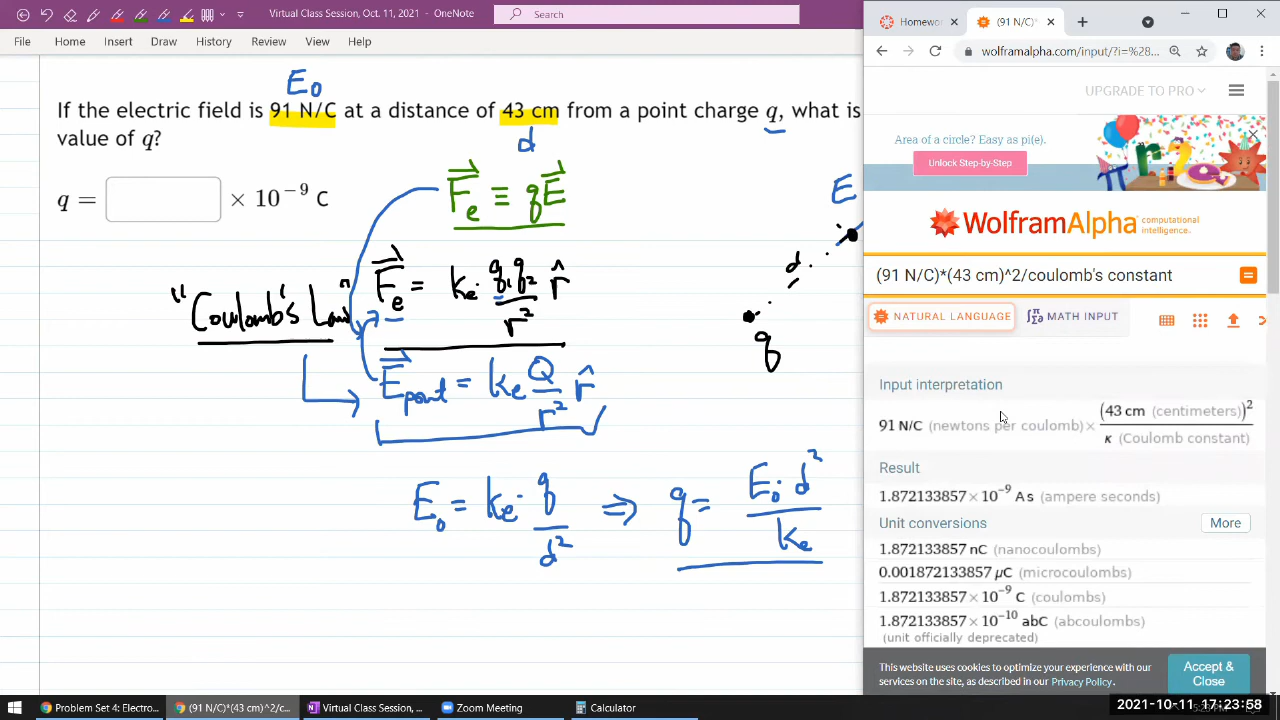 Virtual Class Session, Oct. 11, 2021 - OneNote
Search
File Home Insert Draw History Review View Help
E₀
If the electric field is 91 N/C at a distance of 43 cm from a point charge q, what is
value of q?
d
q = × 10⁻⁹ C
F⃗e ≡ qE⃗
E
"Coulomb's Law"
F⃗e = ke · q₁q₂/r² r̂
d
q
E⃗point = ke Q/r² r̂
E₀ = ke · q/d² ⇒ q = E₀ · d²/ke
Homework
(91 N/C)*
wolframalpha.com/input/?i=%28...
UPGRADE TO PRO
Area of a circle? Easy as pi(e).
Unlock Step-by-Step
WolframAlpha computational intelligence.
(91 N/C)*(43 cm)^2/coulomb's constant
NATURAL LANGUAGE MATH INPUT
Input interpretation
91 N/C (newtons per coulomb) × (43 cm (centimeters))²/κ (Coulomb constant)
Result
1.872133857 × 10⁻⁹ A s (ampere seconds)
Unit conversions More
1.872133857 nC (nanocoulombs)
0.001872133857 μC (microcoulombs)
1.872133857 × 10⁻⁹ C (coulombs)
1.872133857 × 10⁻¹⁰ abC (abcoulombs)
(unit officially deprecated)
This website uses cookies to optimize your experience with our
services on the site, as described in our Privacy Policy.
Accept & Close
Problem Set 4: Electro... (91 N/C)*(43 cm)^2/c... Virtual Class Session, ... Zoom Meeting Calculator
2021-10-11 17:23:58